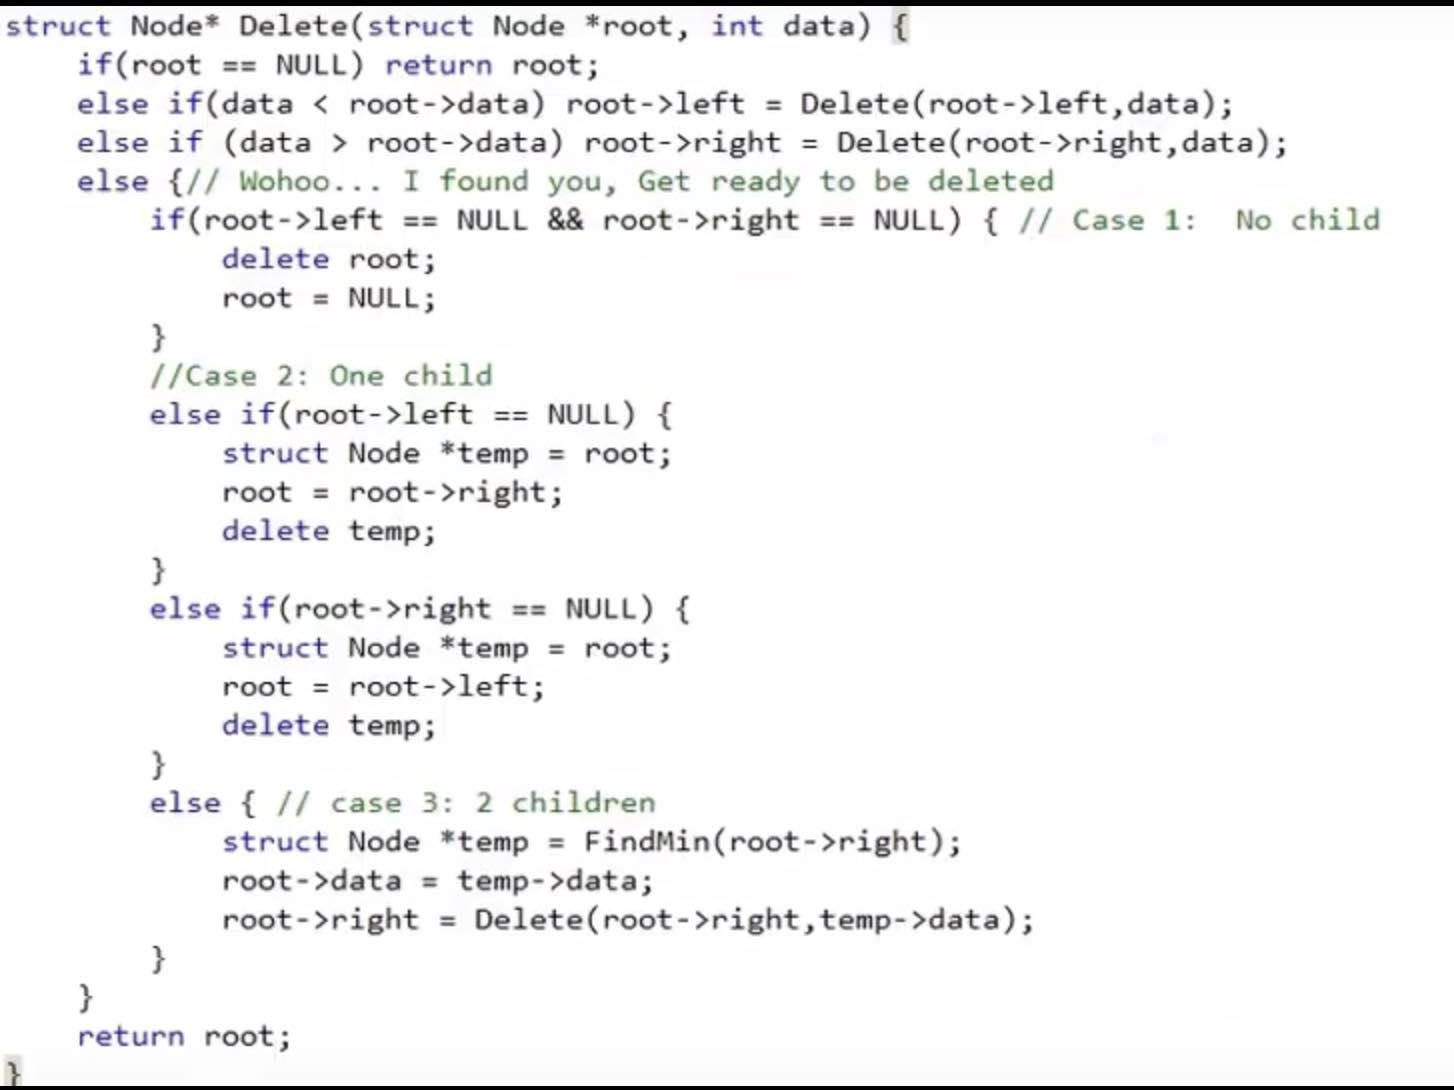 struct Node* Delete(struct Node *root, int data) {
    if(root == NULL) return root;
    else if(data < root->data) root->left = Delete(root->left,data);
    else if (data > root->data) root->right = Delete(root->right,data);
    else {// Wohoo... I found you, Get ready to be deleted
        if(root->left == NULL && root->right == NULL) { // Case 1:  No child
            delete root;
            root = NULL;
        }
        //Case 2: One child
        else if(root->left == NULL) {
            struct Node *temp = root;
            root = root->right;
            delete temp;
        }
        else if(root->right == NULL) {
            struct Node *temp = root;
            root = root->left;
            delete temp;
        }
        else { // case 3: 2 children
            struct Node *temp = FindMin(root->right);
            root->data = temp->data;
            root->right = Delete(root->right,temp->data);
        }
    }
    return root;
}